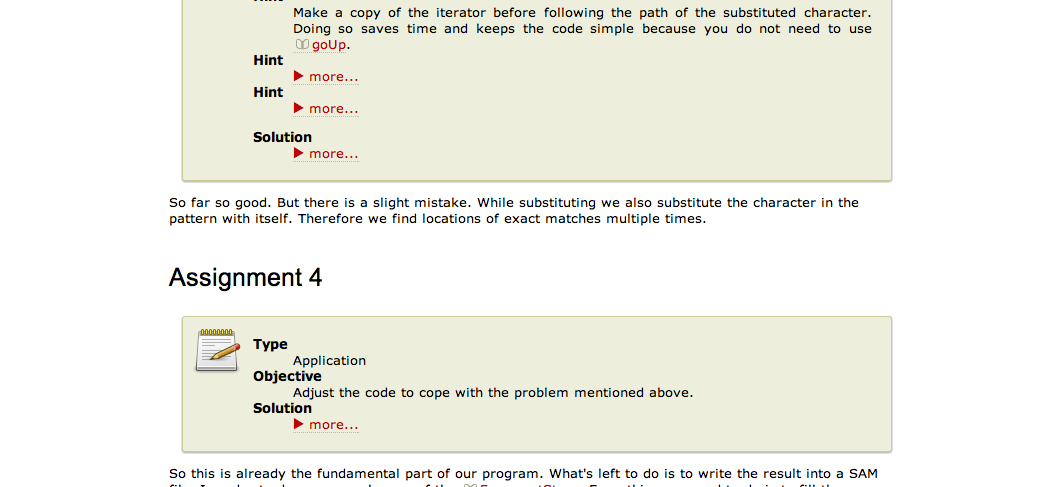 Make a copy of the iterator before following the path of the substituted character.
Doing so saves time and keeps the code simple because you do not need to use
goUp.
Hint
▶ more...
Hint
▶ more...
Solution
▶ more...
So far so good. But there is a slight mistake. While substituting we also substitute the character in the
pattern with itself. Therefore we find locations of exact matches multiple times.
Assignment 4
Type
Application
Objective
Adjust the code to cope with the problem mentioned above.
Solution
▶ more...
So this is already the fundamental part of our program. What's left to do is to write the result into a SAM